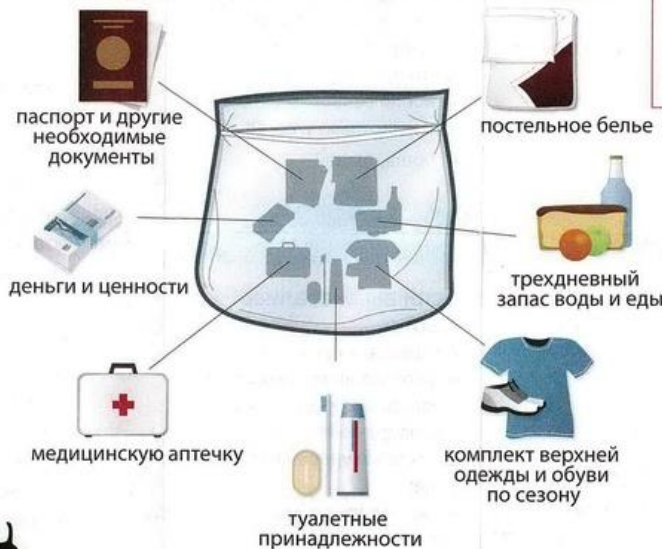 паспорт и другие
необходимые
документы
постельное белье
деньги и ценности
трехдневный
запас воды и еды
медицинскую аптечку
комплект верхней
одежды и обуви
по сезону
туалетные
принадлежности